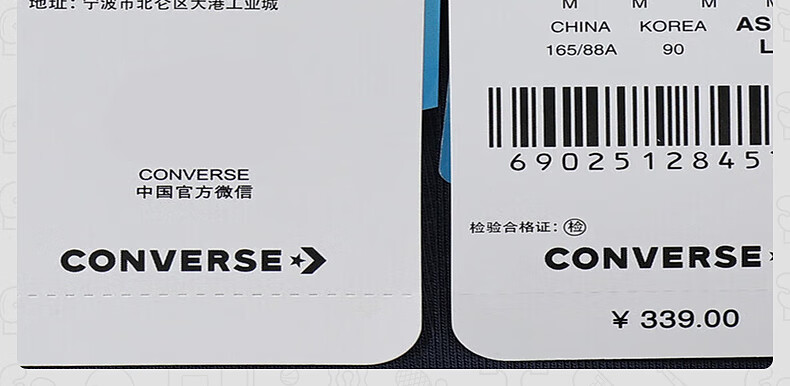 地址：宁波市北仑区大港工业城
CONVERSE
中国官方微信
CONVERSE
M M M M
CHINA KOREA AS
165/88A 90 L
69025128451
检验合格证：检
CONVERSE
¥ 339.00